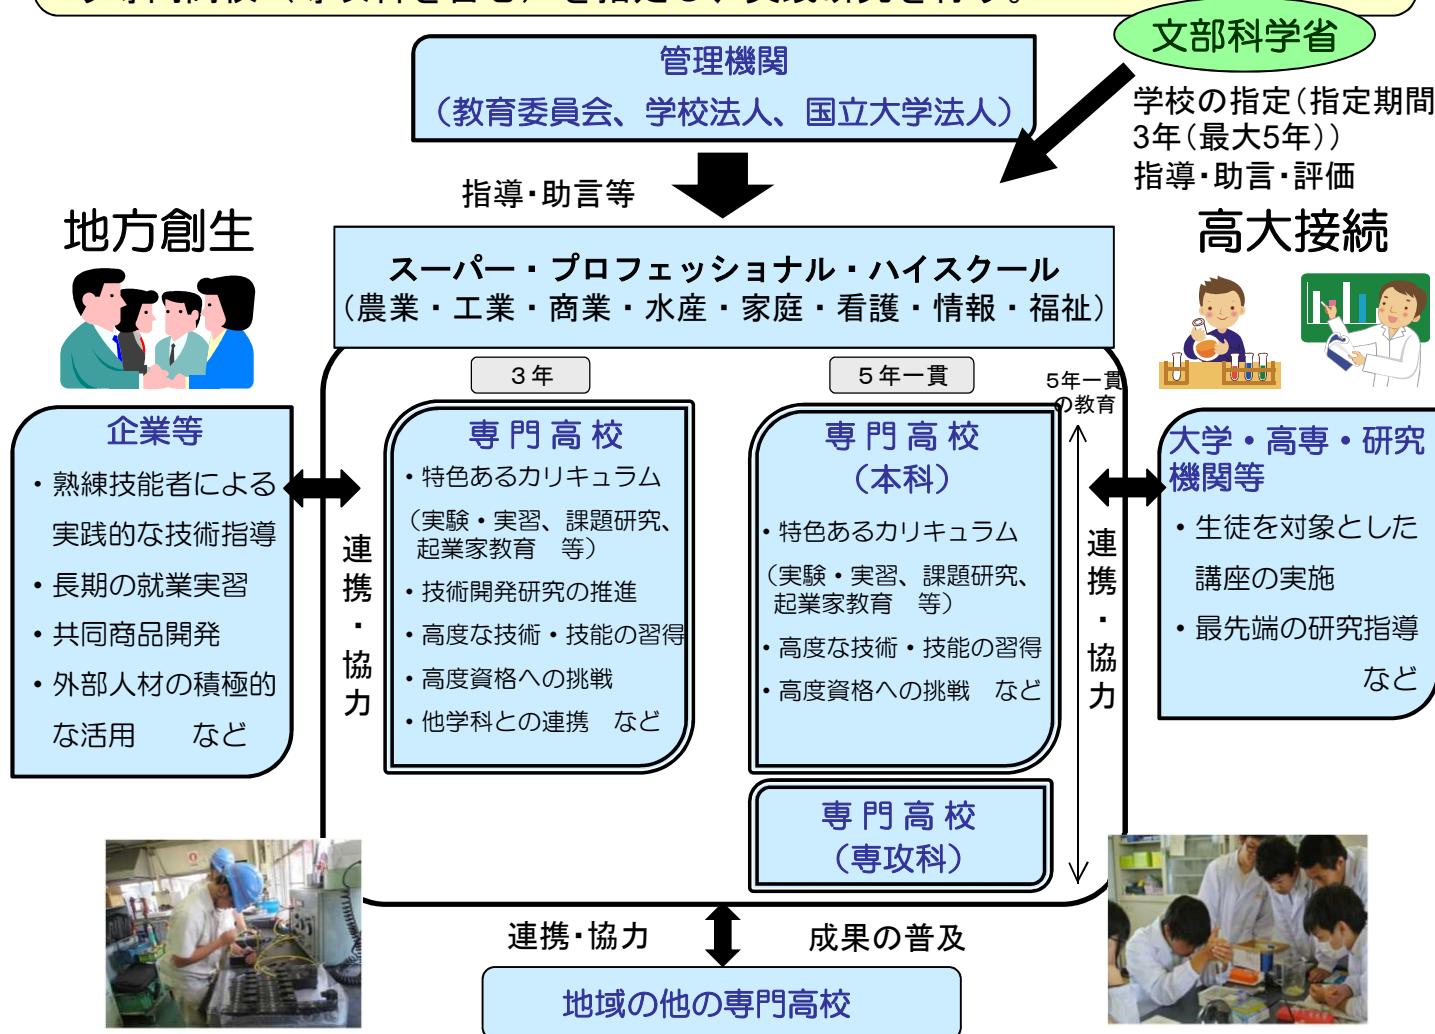 文部科学省
管理機関
（教育委員会、学校法人、国立大学法人）
学校の指定（指定期間
3年（最大5年））
指導・助言・評価
指導・助言等
地方創生
高大接続
スーパー・プロフェッショナル・ハイスクール
（農業・工業・商業・水産・家庭・看護・情報・福祉）
３年
５年一貫
5年一貫
の教育
企業等
・熟練技能者による
実践的な技術指導
・長期の就業実習
・共同商品開発
・外部人材の積極的
な活用　など
連携・協力
専門高校
・特色あるカリキュラム
（実験・実習、課題研究、
起業家教育　等）
・技術開発研究の推進
・高度な技術・技能の習得
・高度資格への挑戦
・他学科との連携　など
専門高校
（本科）
・特色あるカリキュラム
（実験・実習、課題研究、
起業家教育　等）
・高度な技術・技能の習得
・高度資格への挑戦　など
専門高校
（専攻科）
連携・協力
大学・高専・研究
機関等
・生徒を対象とした
講座の実施
・最先端の研究指導
など
連携・協力
成果の普及
地域の他の専門高校